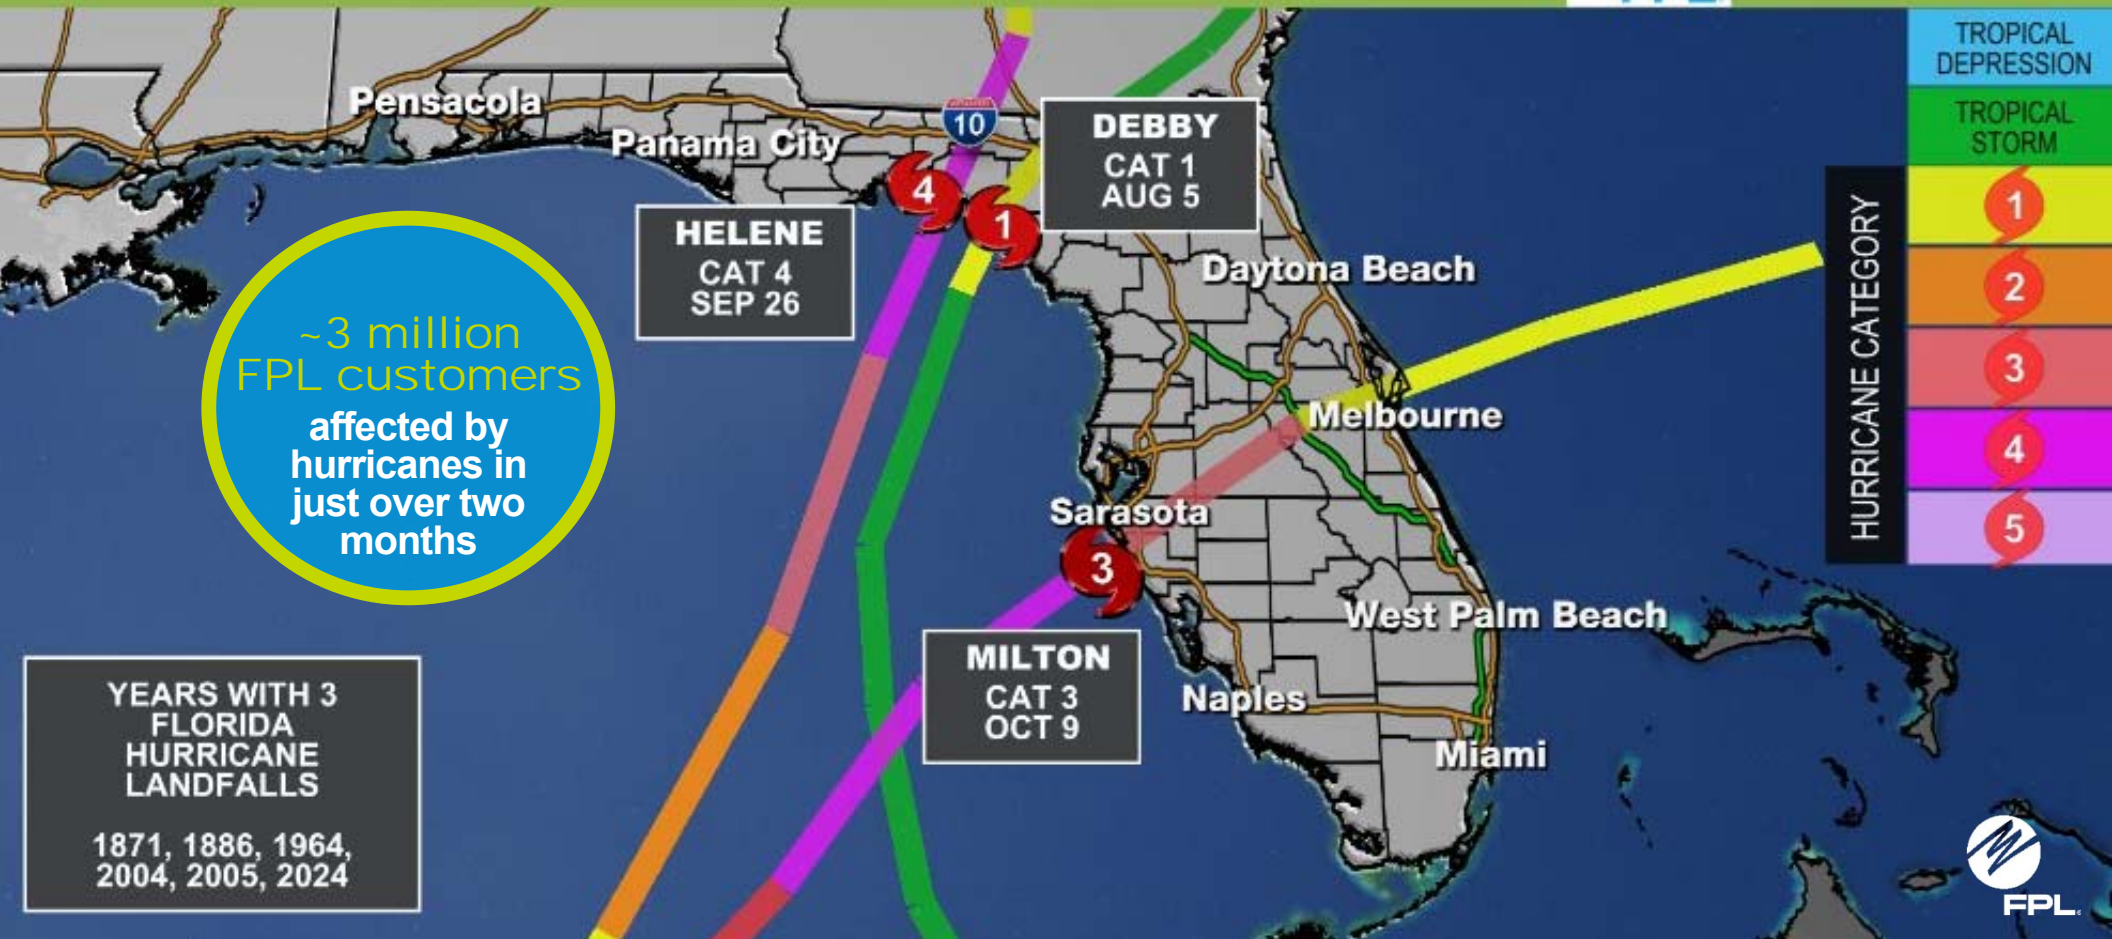 TROPICAL
DEPRESSION
TROPICAL
STORM
HURRICANE CATEGORY
1
2
3
4
5
Pensacola
Panama City
10
DEBBY
CAT 1
AUG 5
4
1
HELENE
CAT 4
SEP 26
Daytona Beach
~3 million
FPL customers
affected by
hurricanes in
just over two
months
Melbourne
Sarasota
3
West Palm Beach
MILTON
CAT 3
OCT 9
Naples
Miami
YEARS WITH 3
FLORIDA
HURRICANE
LANDFALLS
1871, 1886, 1964,
2004, 2005, 2024
FPL